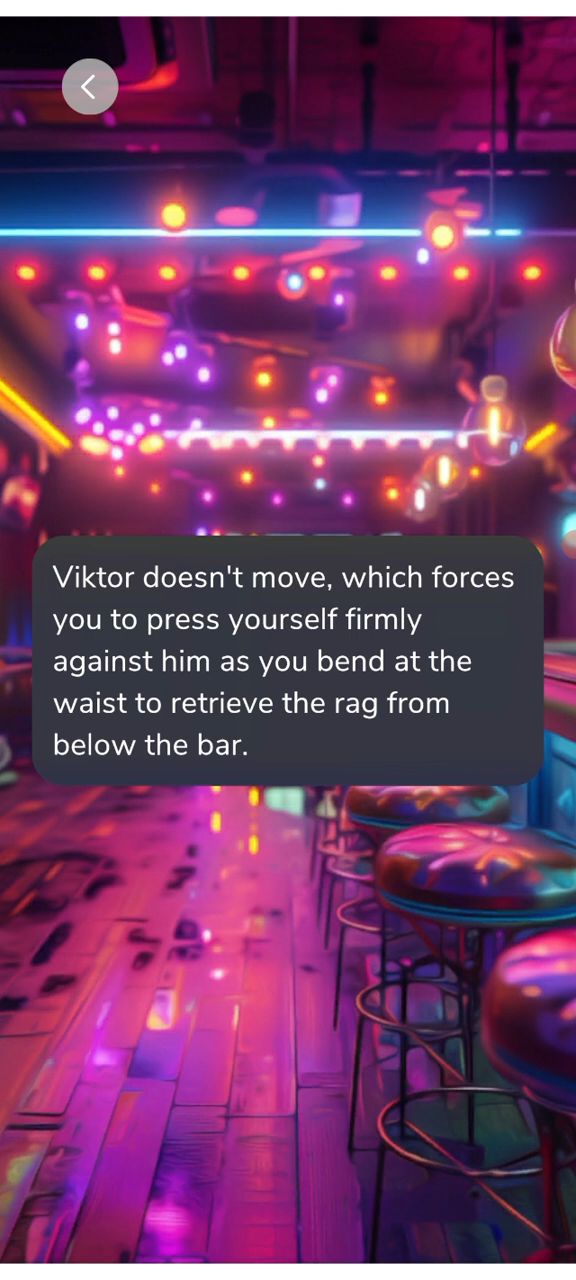 Viktor doesn't move, which forces
you to press yourself firmly
against him as you bend at the
waist to retrieve the rag from
below the bar.